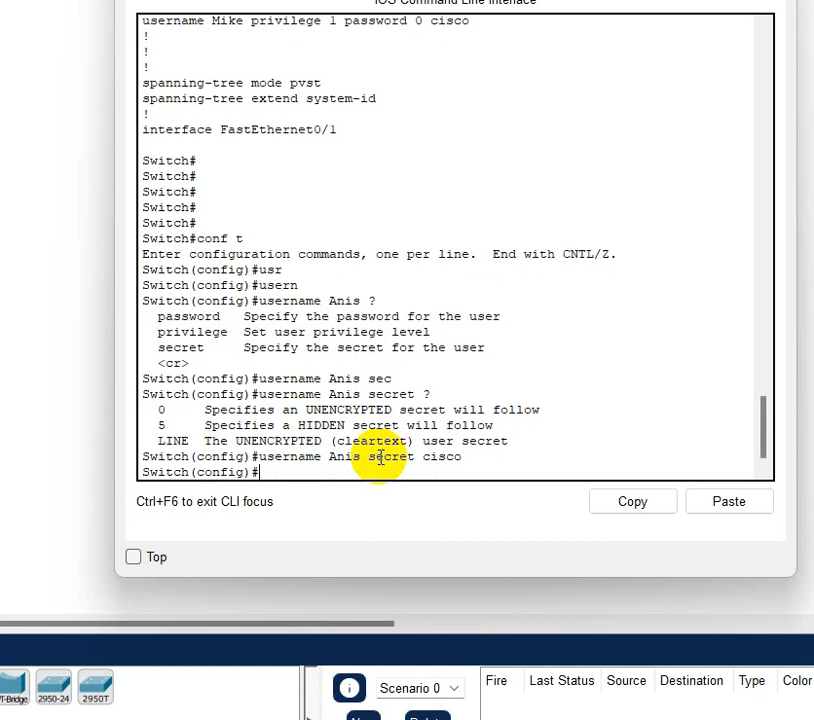 IOS Command Line Interface
username Mike privilege 1 password 0 cisco
!
!
!
spanning-tree mode pvst
spanning-tree extend system-id
!
interface FastEthernet0/1
Switch#
Switch#
Switch#
Switch#
Switch#
Switch#conf t
Enter configuration commands, one per line.  End with CNTL/Z.
Switch(config)#usr
Switch(config)#usern
Switch(config)#username Anis ?
password   Specify the password for the user
privilege  Set user privilege level
secret     Specify the secret for the user
<cr>
Switch(config)#username Anis sec
Switch(config)#username Anis secret ?
0     Specifies an UNENCRYPTED secret will follow
5     Specifies a HIDDEN secret will follow
LINE  The UNENCRYPTED (cleartext) user secret
Switch(config)#username Anis secret cisco
Switch(config)#
Ctrl+F6 to exit CLI focus
Copy
Paste
Top
2950-24
2950T
Scenario 0
Fire
Last Status
Source
Destination
Type
Color